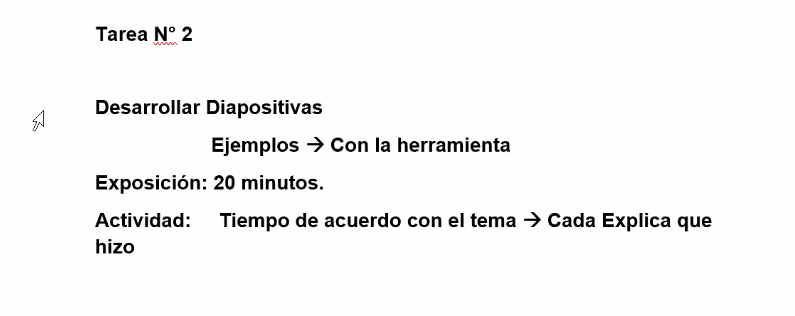 Tarea N° 2
Desarrollar Diapositivas
Ejemplos → Con la herramienta
Exposición: 20 minutos.
Actividad: Tiempo de acuerdo con el tema → Cada Explica que
hizo